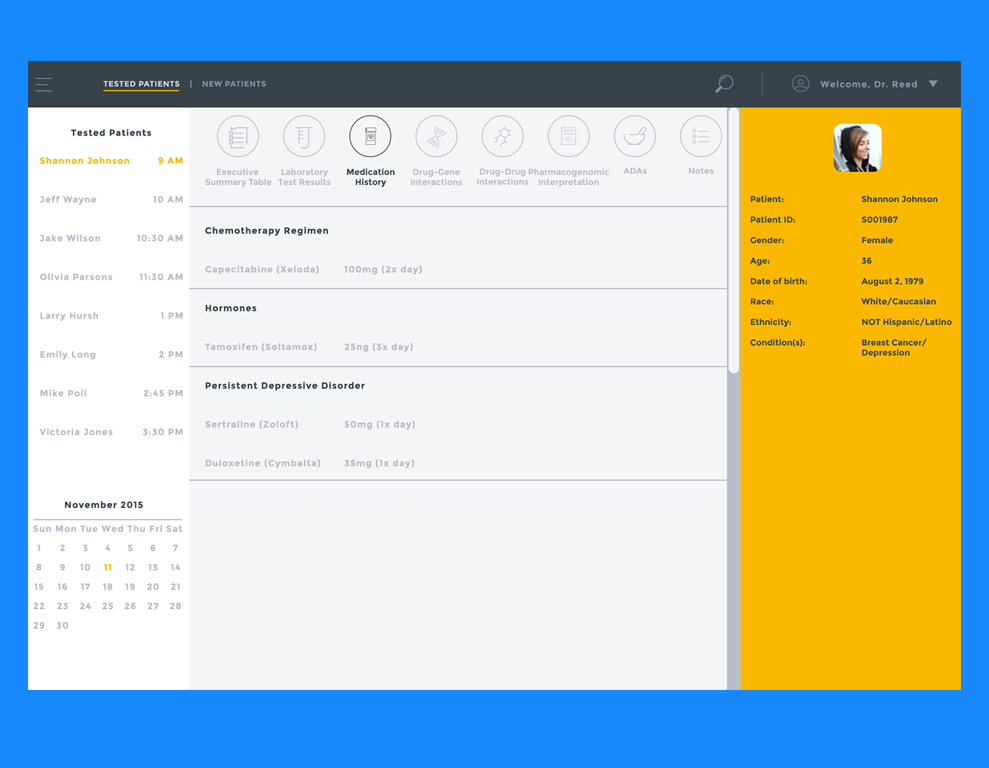 TESTED PATIENTS | NEW PATIENTS
Welcome, Dr. Reed
Tested Patients
Shannon Johnson 9 AM
Jeff Wayne 10 AM
Jake Wilson 10:30 AM
Olivia Parsons 11:30 AM
Larry Hursh 1 PM
Emily Long 2 PM
Mike Poll 2:45 PM
Victoria Jones 3:30 PM
November 2015
Sun Mon Tue Wed Thu Fri Sat
1 2 3 4 5 6 7
8 9 10 11 12 13 14
15 16 17 18 19 20 21
22 23 24 25 26 27 28
29 30
Executive
Summary Table
Laboratory
Test Results
Medication
History
Drug-Gene
Interactions
Drug-Drug
Interactions
Pharmacogenomic
Interpretation
ADAs
Notes
Chemotherapy Regimen
Capecitabine (Xeloda) 100mg (2x day)
Hormones
Tamoxifen (Soltamox) 25ng (3x day)
Persistent Depressive Disorder
Sertraline (Zoloft) 50mg (1x day)
Duloxetine (Cymbalta) 35mg (1x day)
Patient: Shannon Johnson
Patient ID: S001987
Gender: Female
Age: 36
Date of birth: August 2, 1979
Race: White/Caucasian
Ethnicity: NOT Hispanic/Latino
Condition(s): Breast Cancer/
Depression